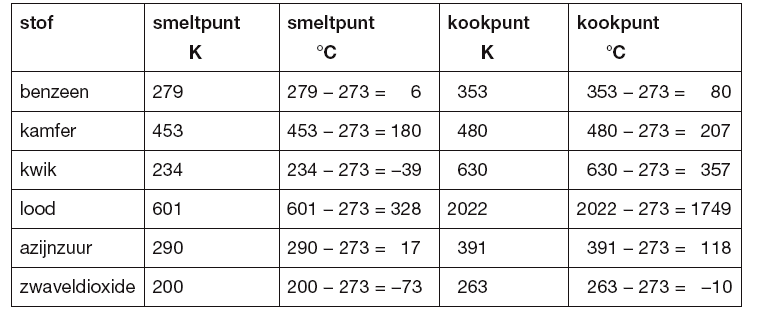 stof smeltpunt smeltpunt kookpunt kookpunt
K °C K °C
benzeen 279 279 – 273 = 6 353 353 – 273 = 80
kamfer 453 453 – 273 = 180 480 480 – 273 = 207
kwik 234 234 – 273 = –39 630 630 – 273 = 357
lood 601 601 – 273 = 328 2022 2022 – 273 = 1749
azijnzuur 290 290 – 273 = 17 391 391 – 273 = 118
zwaveldioxide 200 200 – 273 = –73 263 263 – 273 = –10